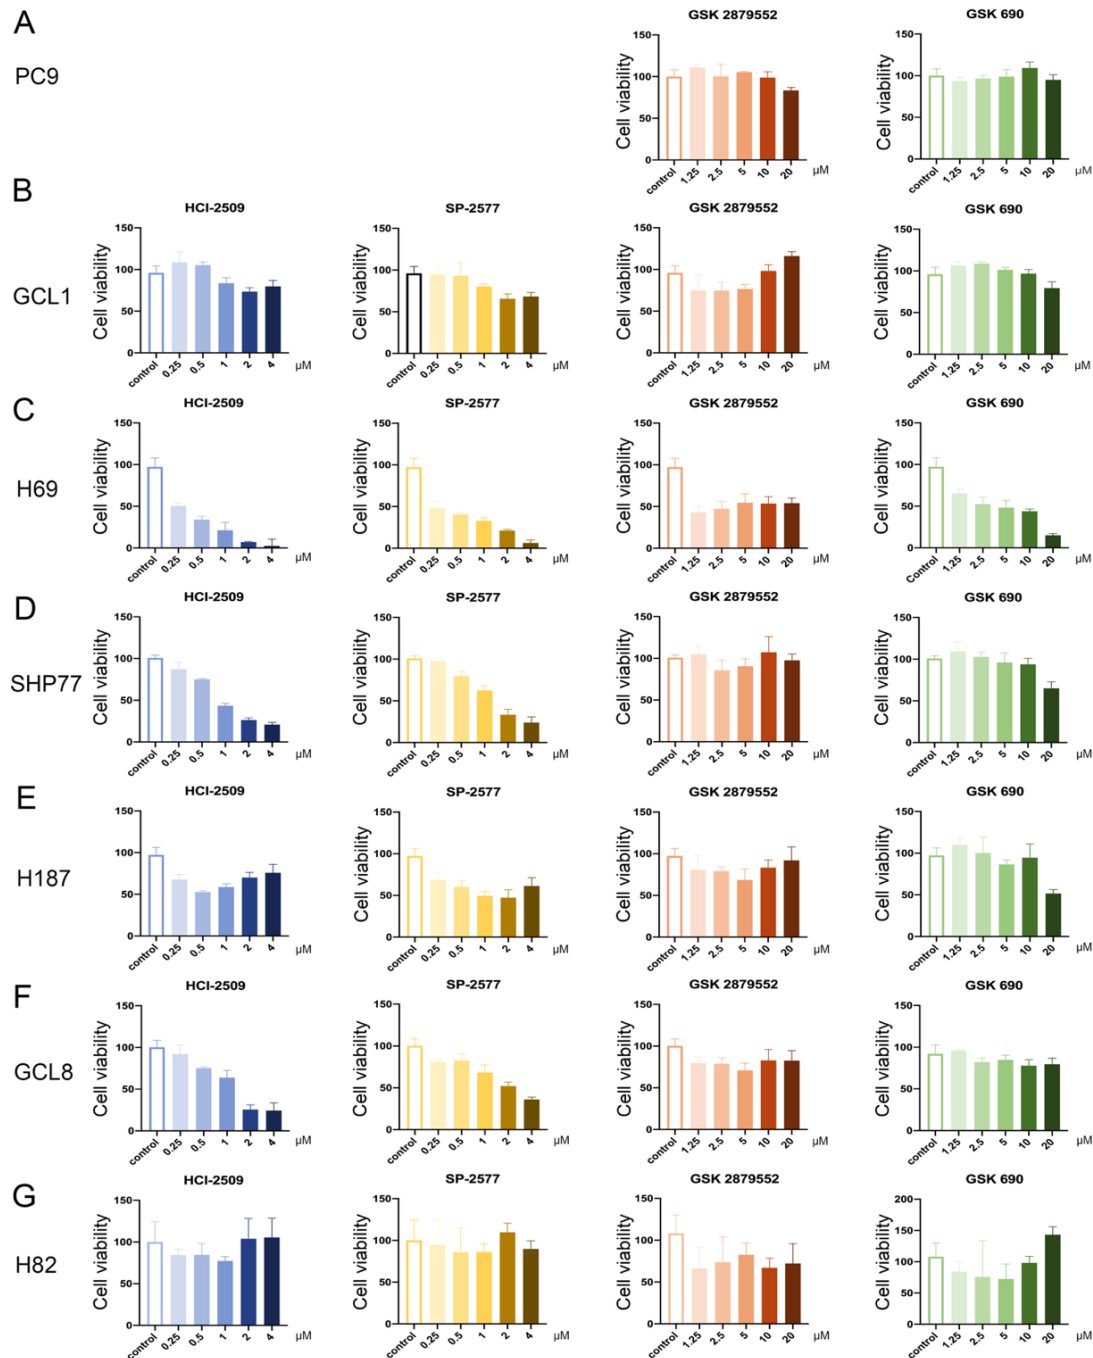 A
PC9
GSK 2879552
Cell viability
150
100
50
0
control 1.25 2.5 5 10 20 µM
GSK 690
Cell viability
150
100
50
0
control 1.25 2.5 5 10 20 µM
B
GCL1
HCI-2509
Cell viability
150
100
50
0
control 0.25 0.5 1 2 4 µM
SP-2577
Cell viability
150
100
50
0
control 0.25 0.5 1 2 4 µM
GSK 2879552
Cell viability
150
100
50
0
control 1.25 2.5 5 10 20 µM
GSK 690
Cell viability
150
100
50
0
control 1.25 2.5 5 10 20 µM
C
H69
HCI-2509
Cell viability
150
100
50
0
control 0.25 0.5 1 2 4 µM
SP-2577
Cell viability
150
100
50
0
control 0.25 0.5 1 2 4 µM
GSK 2879552
Cell viability
150
100
50
0
control 1.25 2.5 5 10 20 µM
GSK 690
Cell viability
150
100
50
0
Control 1.25 2.5 5 10 20 µM
D
SHP77
HCI-2509
Cell viability
150
100
50
0
control 0.25 0.5 1 2 4 µM
SP-2577
Cell viability
150
100
50
0
control 0.25 0.5 1 2 4 µM
GSK 2879552
Cell viability
150
100
50
0
control 1.25 2.5 5 10 20 µM
GSK 690
Cell viability
150
100
50
0
control 1.25 2.5 5 10 20 µM
E
H187
HCI-2509
Cell viability
150
100
50
0
control 0.25 0.5 1 2 4 µM
SP-2577
Cell viability
150
100
50
0
control 0.25 0.5 1 2 4 µM
GSK 2879552
Cell viability
150
100
50
0
control 1.25 2.5 5 10 20 µM
GSK 690
Cell viability
150
100
50
0
control 1.25 2.5 5 10 20 µM
F
GCL8
HCI-2509
Cell viability
150
100
50
0
control 0.25 0.5 1 2 4 µM
SP-2577
Cell viability
150
100
50
0
control 0.25 0.5 1 2 4 µM
GSK 2879552
Cell viability
150
100
50
0
control 1.25 2.5 5 10 20 µM
GSK 690
Cell viability
150
100
50
0
control 1.25 2.5 5 10 20 µM
G
H82
HCI-2509
Cell viability
150
100
50
0
control 0.25 0.5 1 2 4 µM
SP-2577
Cell viability
150
100
50
0
control 0.25 0.5 1 2 4 µM
GSK 2879552
Cell viability
150
100
50
0
control 1.25 2.5 5 10 20 µM
GSK 690
Cell viability
200
150
100
50
0
control 1.25 2.5 5 10 20 µM